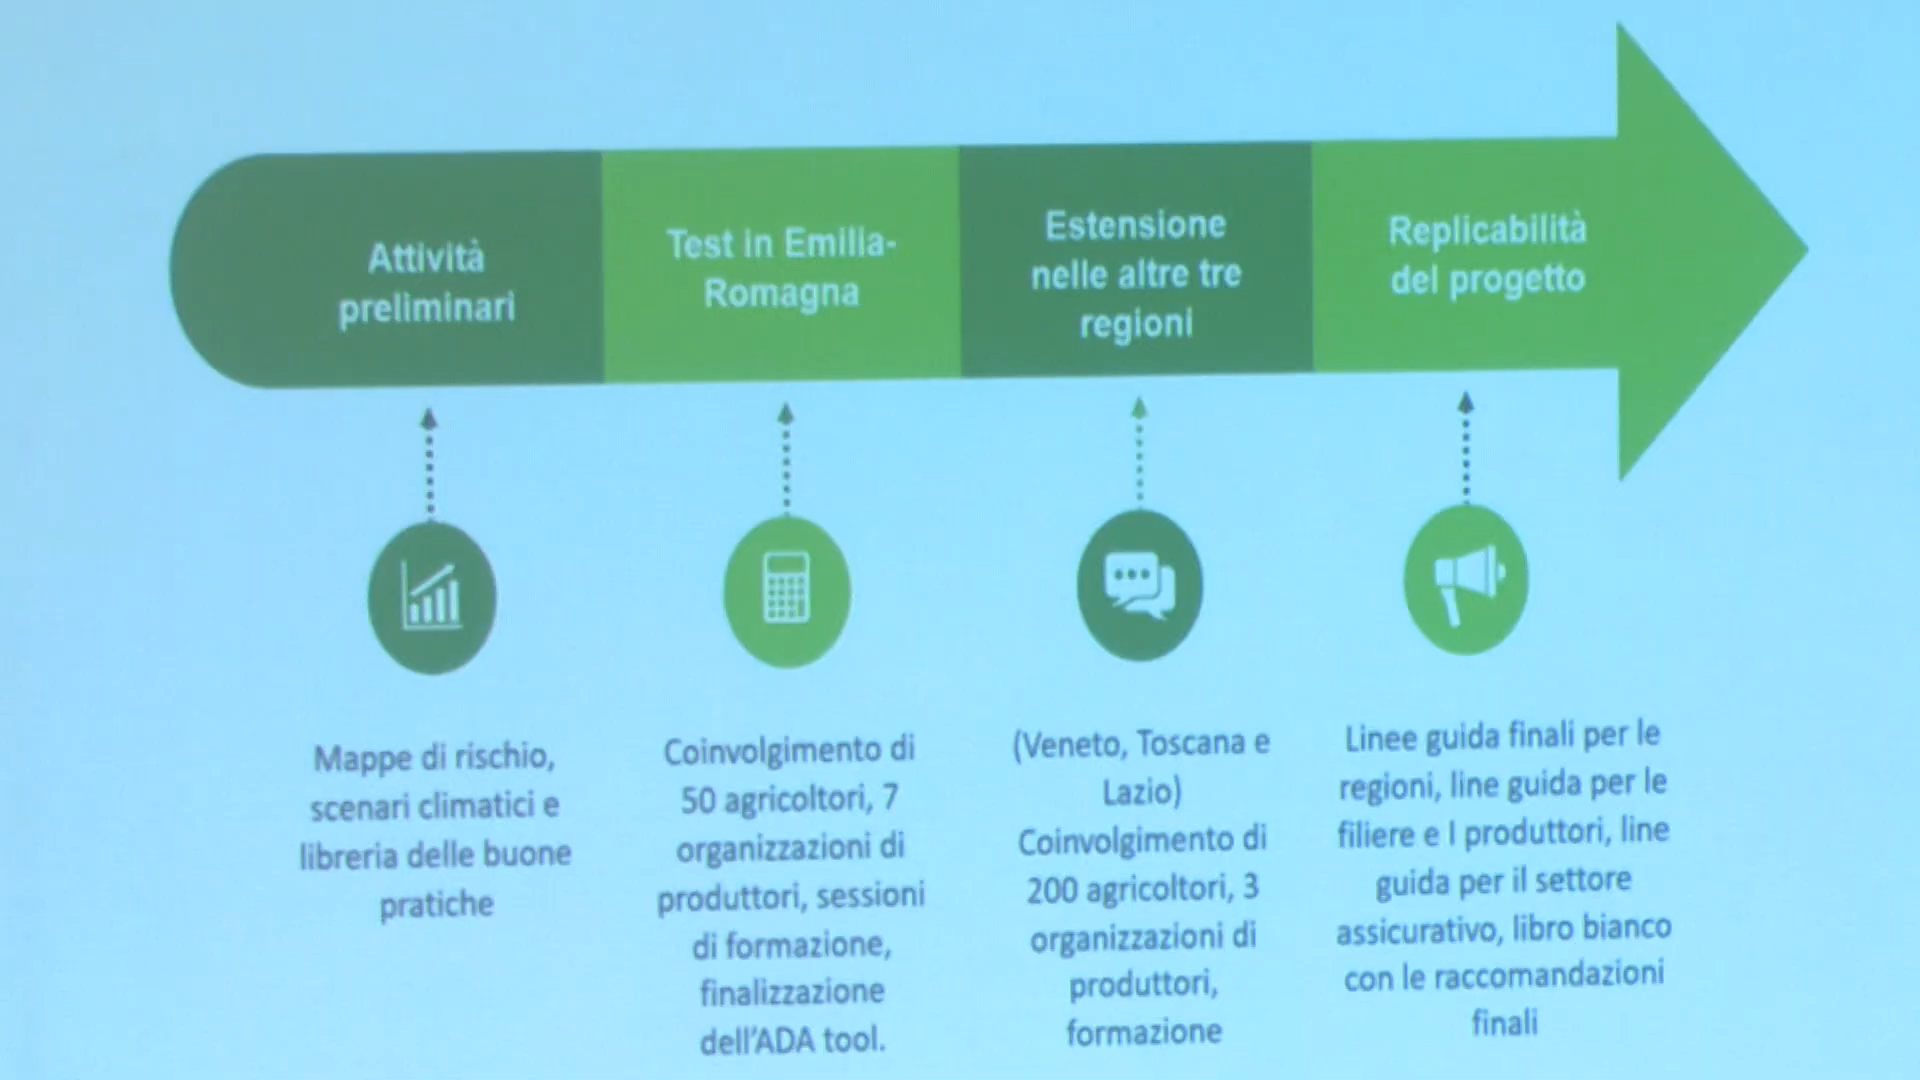 Attività
preliminari
Test in Emilia-
Romagna
Estensione
nelle altre tre
regioni
Replicabilità
del progetto
Mappe di rischio,
scenari climatici e
libreria delle buone
pratiche
Coinvolgimento di
50 agricoltori, 7
organizzazioni di
produttori, sessioni
di formazione,
finalizzazione
dell'ADA tool.
(Veneto, Toscana e
Lazio)
Coinvolgimento di
200 agricoltori, 3
organizzazioni di
produttori,
formazione
Linee guida finali per le
regioni, line guida per le
filiere e I produttori, line
guida per il settore
assicurativo, libro bianco
con le raccomandazioni
finali